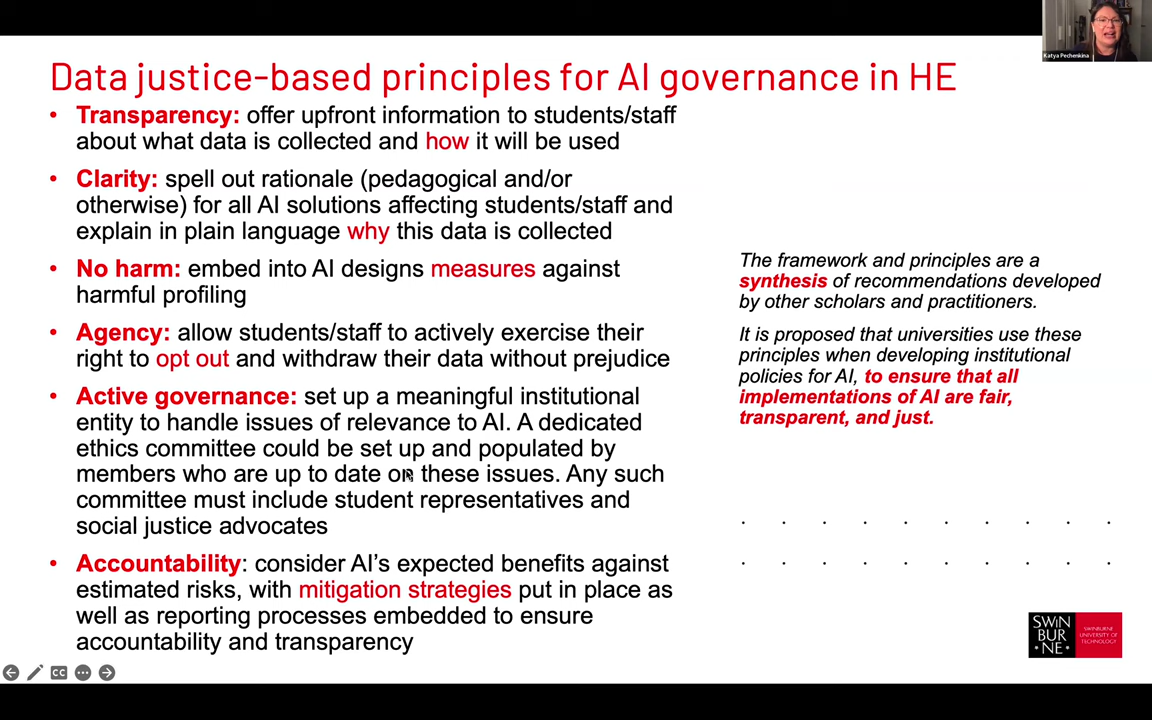 Katya Pechenkina
Data justice-based principles for AI governance in HE
• Transparency: offer upfront information to students/staff
about what data is collected and how it will be used
• Clarity: spell out rationale (pedagogical and/or
otherwise) for all AI solutions affecting students/staff and
explain in plain language why this data is collected
• No harm: embed into AI designs measures against
harmful profiling
• Agency: allow students/staff to actively exercise their
right to opt out and withdraw their data without prejudice
• Active governance: set up a meaningful institutional
entity to handle issues of relevance to AI. A dedicated
ethics committee could be set up and populated by
members who are up to date on these issues. Any such
committee must include student representatives and
social justice advocates
• Accountability: consider AI’s expected benefits against
estimated risks, with mitigation strategies put in place as
well as reporting processes embedded to ensure
accountability and transparency
The framework and principles are a
synthesis of recommendations developed
by other scholars and practitioners.
It is proposed that universities use these
principles when developing institutional
policies for AI, to ensure that all
implementations of AI are fair,
transparent, and just.
SWIN
BUR
NE
SWINBURNE
UNIVERSITY OF
TECHNOLOGY
CC